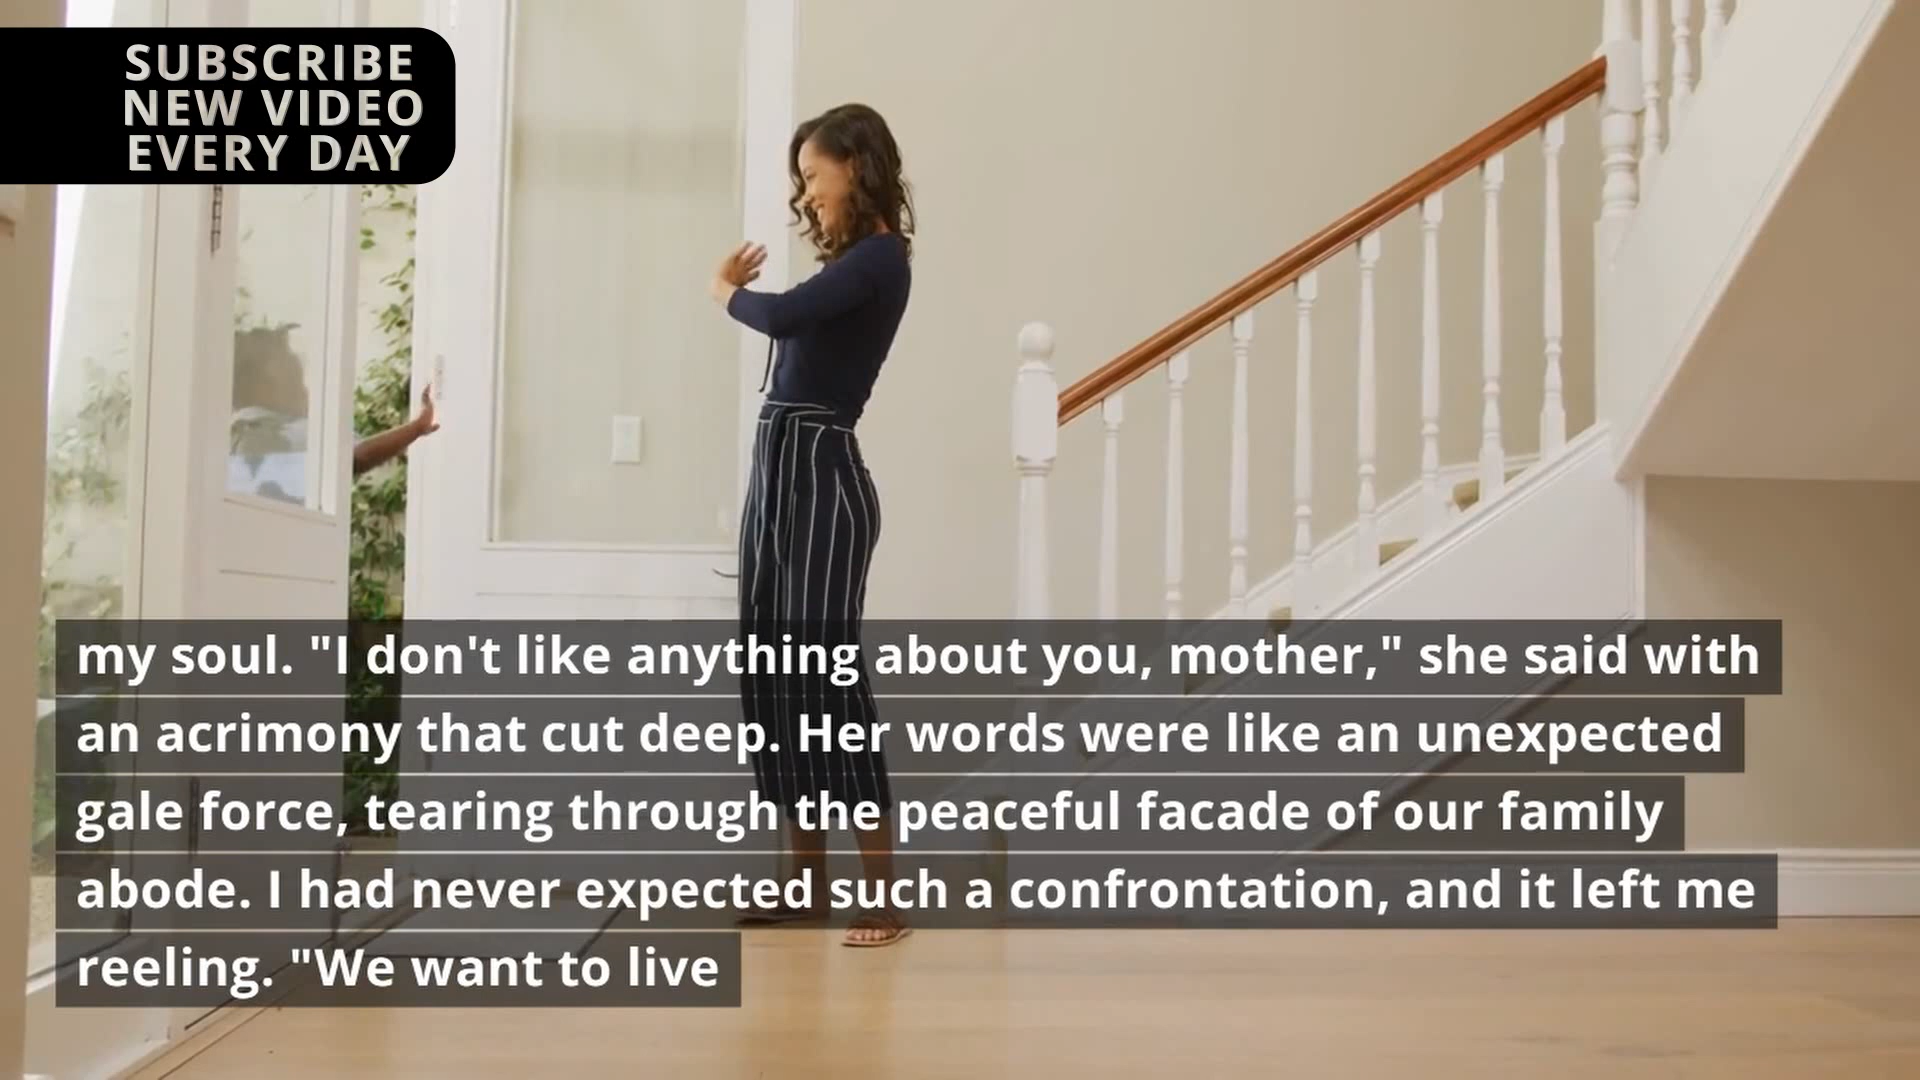 SUBSCRIBE
NEW VIDEO
EVERY DAY
my soul. "I don't like anything about you, mother," she said with
an acrimony that cut deep. Her words were like an unexpected
gale force, tearing through the peaceful facade of our family
abode. I had never expected such a confrontation, and it left me
reeling. "We want to live